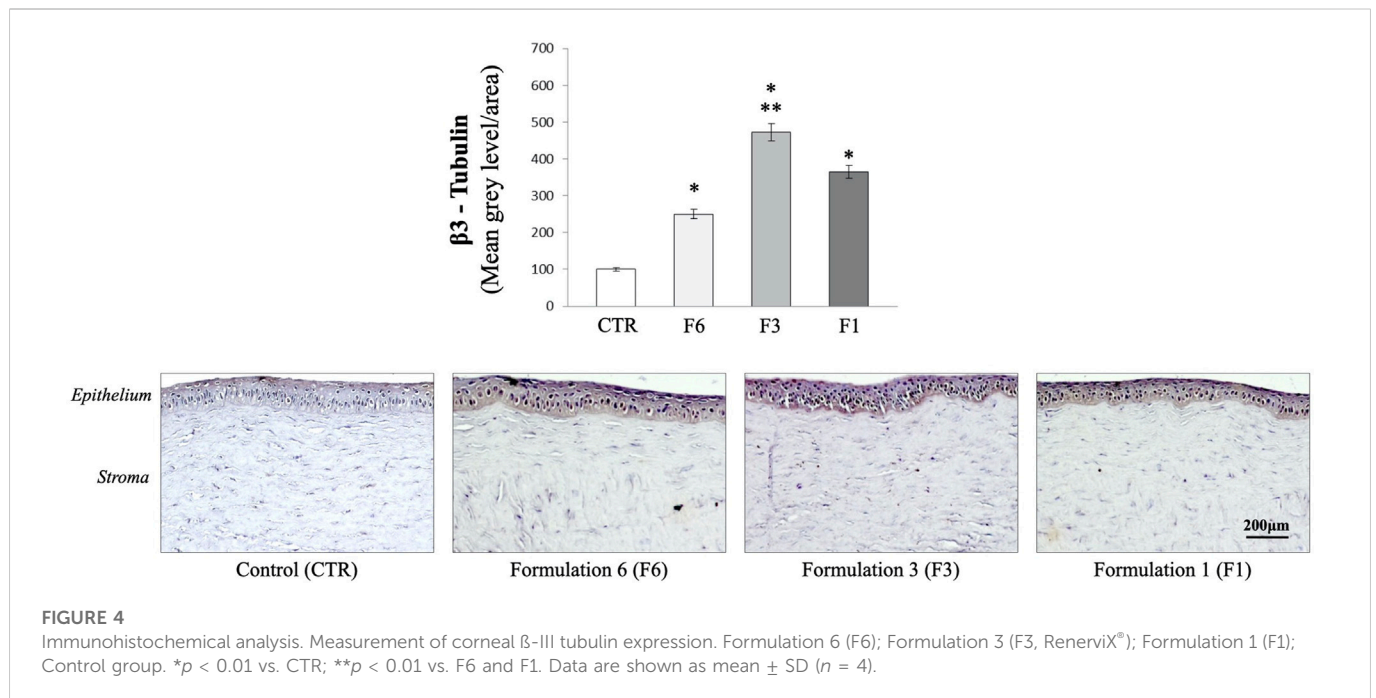 700
600
500
400
300
200
100
0
β3 - Tubulin
(Mean grey level/area)
*
*
**
*
CTR F6 F3 F1
Epithelium
Stroma
200μm
Control (CTR) Formulation 6 (F6) Formulation 3 (F3) Formulation 1 (F1)
FIGURE 4
Immunohistochemical analysis. Measurement of corneal ß-III tubulin expression. Formulation 6 (F6); Formulation 3 (F3, RenerviX®); Formulation 1 (F1);
Control group. *p < 0.01 vs. CTR; **p < 0.01 vs. F6 and F1. Data are shown as mean ± SD (n = 4).